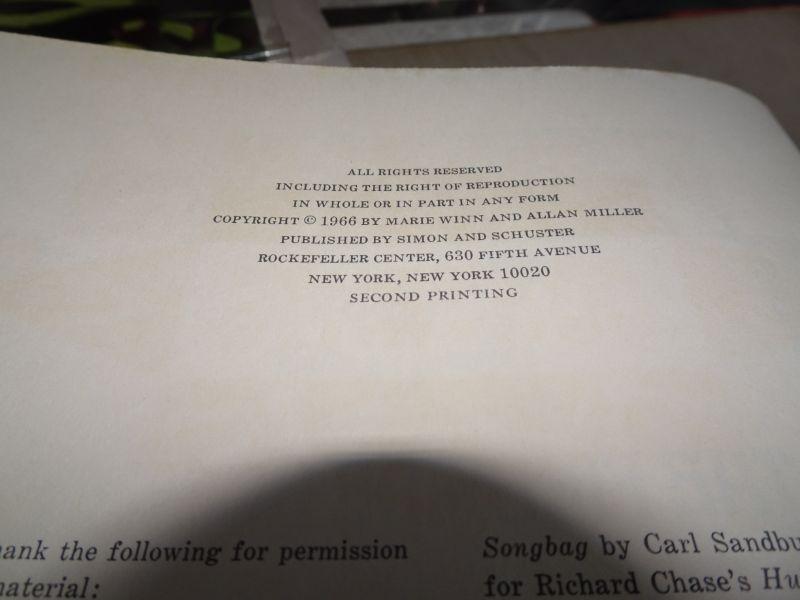 ALL RIGHTS RESERVED
INCLUDING THE RIGHT OF REPRODUCTION
IN WHOLE OR IN PART IN ANY FORM
COPYRIGHT © 1966 BY MARIE WINN AND ALLAN MILLER
PUBLISHED BY SIMON AND SCHUSTER
ROCKEFELLER CENTER, 630 FIFTH AVENUE
NEW YORK, NEW YORK 10020
SECOND PRINTING
the following for permission
Songbag by Carl
for Richard Chase's